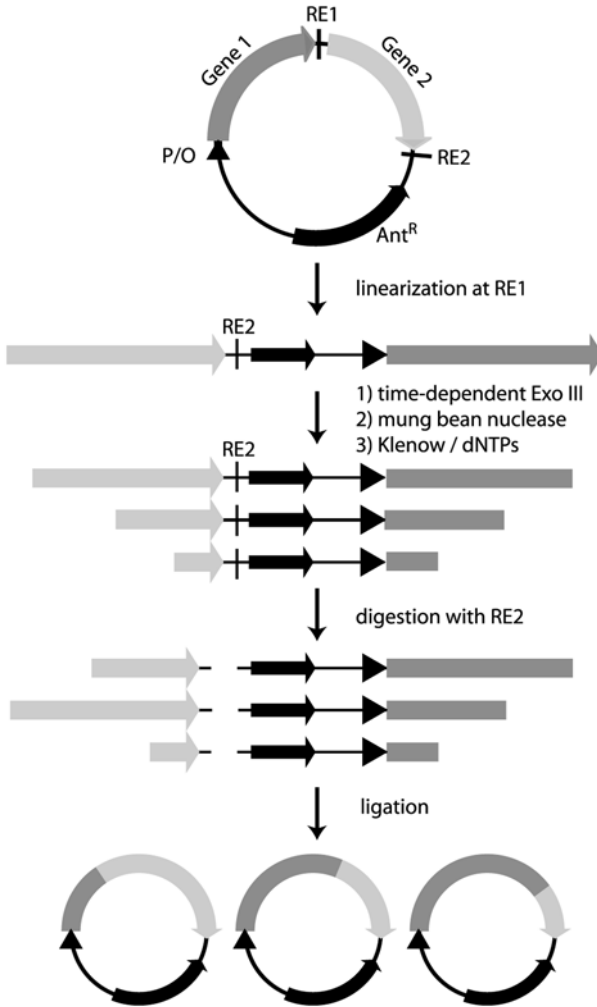 RE1
Gene 1
Gene 2
P/O
RE2
Ant^R
linearization at RE1
RE2
1) time-dependent Exo III
2) mung bean nuclease
3) Klenow / dNTPs
RE2
digestion with RE2
ligation